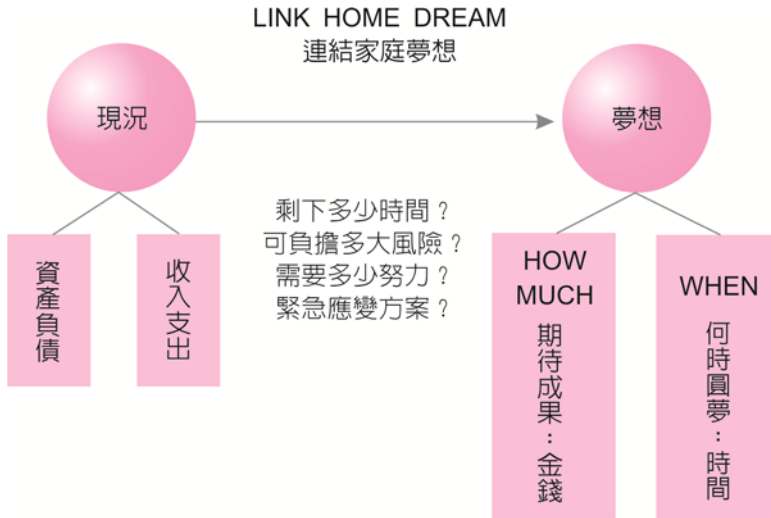 LINK HOME DREAM
連結家庭夢想
現況
夢想
剩下多少時間？
可負擔多大風險？
需要多少努力？
緊急應變方案？
資產負債
收入支出
HOW
MUCH
期待成果：金錢
WHEN
何時圓夢：時間